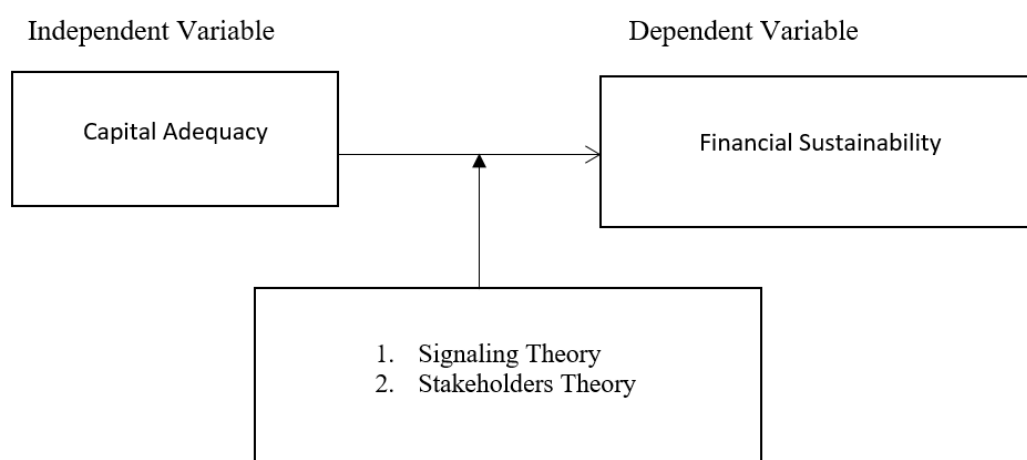 Independent Variable
Dependent Variable
Capital Adequacy
Financial Sustainability
1. Signaling Theory
2. Stakeholders Theory